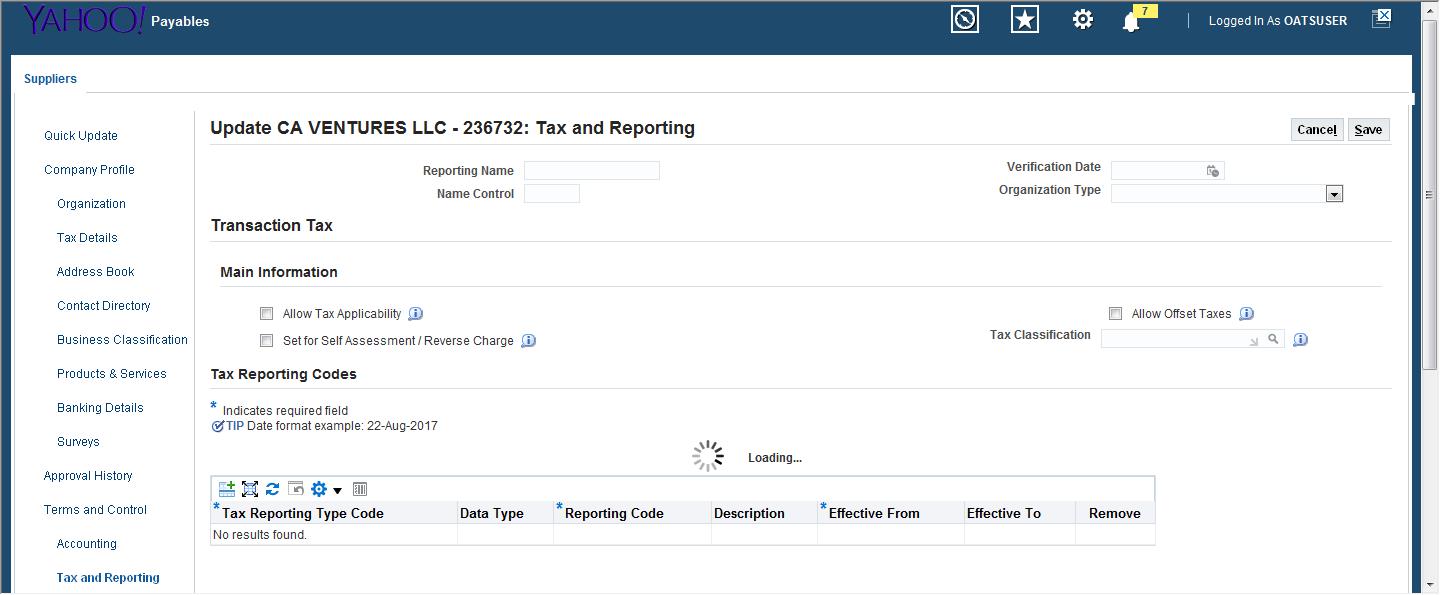 YAHOO! Payables
7
Logged In As OATSUSER
Suppliers
Quick Update
Company Profile
Organization
Tax Details
Address Book
Contact Directory
Business Classification
Products & Services
Banking Details
Surveys
Approval History
Terms and Control
Accounting
Tax and Reporting
Update CA VENTURES LLC - 236732: Tax and Reporting
Cancel Save
Reporting Name
Name Control
Verification Date
Organization Type
Transaction Tax
Main Information
Allow Tax Applicability
Set for Self Assessment / Reverse Charge
Allow Offset Taxes
Tax Classification
Tax Reporting Codes
* Indicates required field
TIP Date format example: 22-Aug-2017
Loading...
* Tax Reporting Type Code Data Type * Reporting Code Description * Effective From Effective To Remove
No results found.